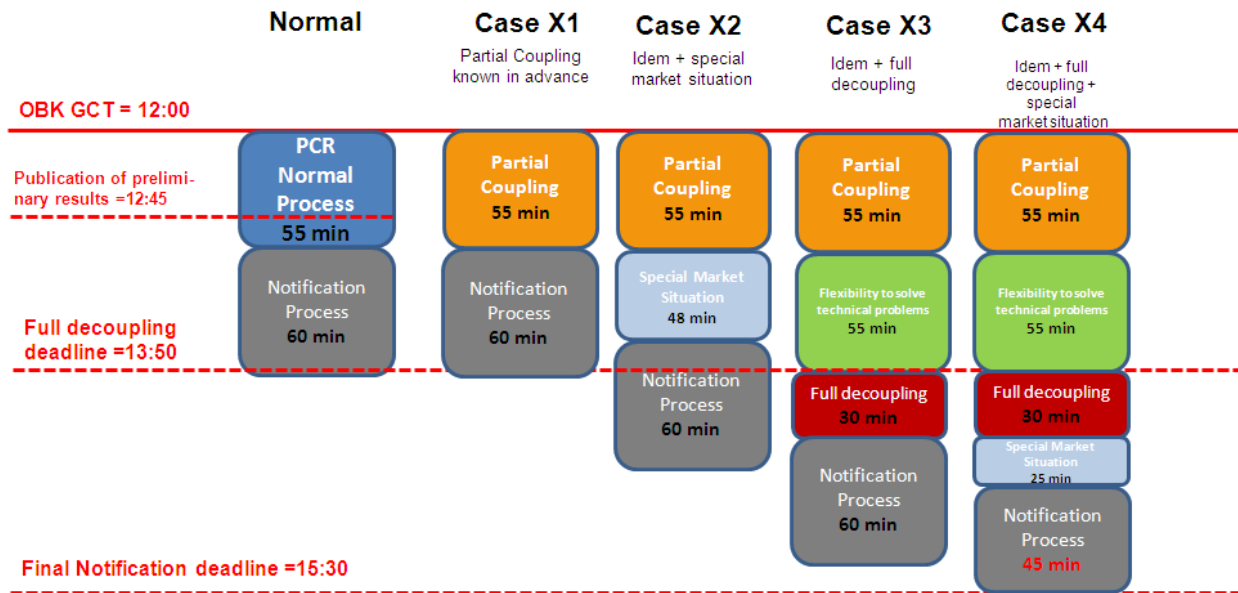 Normal
Case X1
Case X2
Case X3
Case X4
Partial Coupling
known in advance
Idem + special
market situation
Idem + full
decoupling
Idem + full
decoupling +
special
market situation
OBK GCT = 12:00
Publication of prelimi-
nary results =12:45
Full decoupling
deadline =13:50
Final Notification deadline =15:30
PCR
Normal
Process
55 min
Notification
Process
60 min
Partial
Coupling
55 min
Notification
Process
60 min
Partial
Coupling
55 min
Special Market
Situation
48 min
Notification
Process
60 min
Partial
Coupling
55 min
Flexibility to solve
technical problems
55 min
Full decoupling
30 min
Notification
Process
60 min
Partial
Coupling
55 min
Flexibility to solve
technical problems
55 min
Full decoupling
30 min
Special Market
Situation
25 min
Notification
Process
45 min